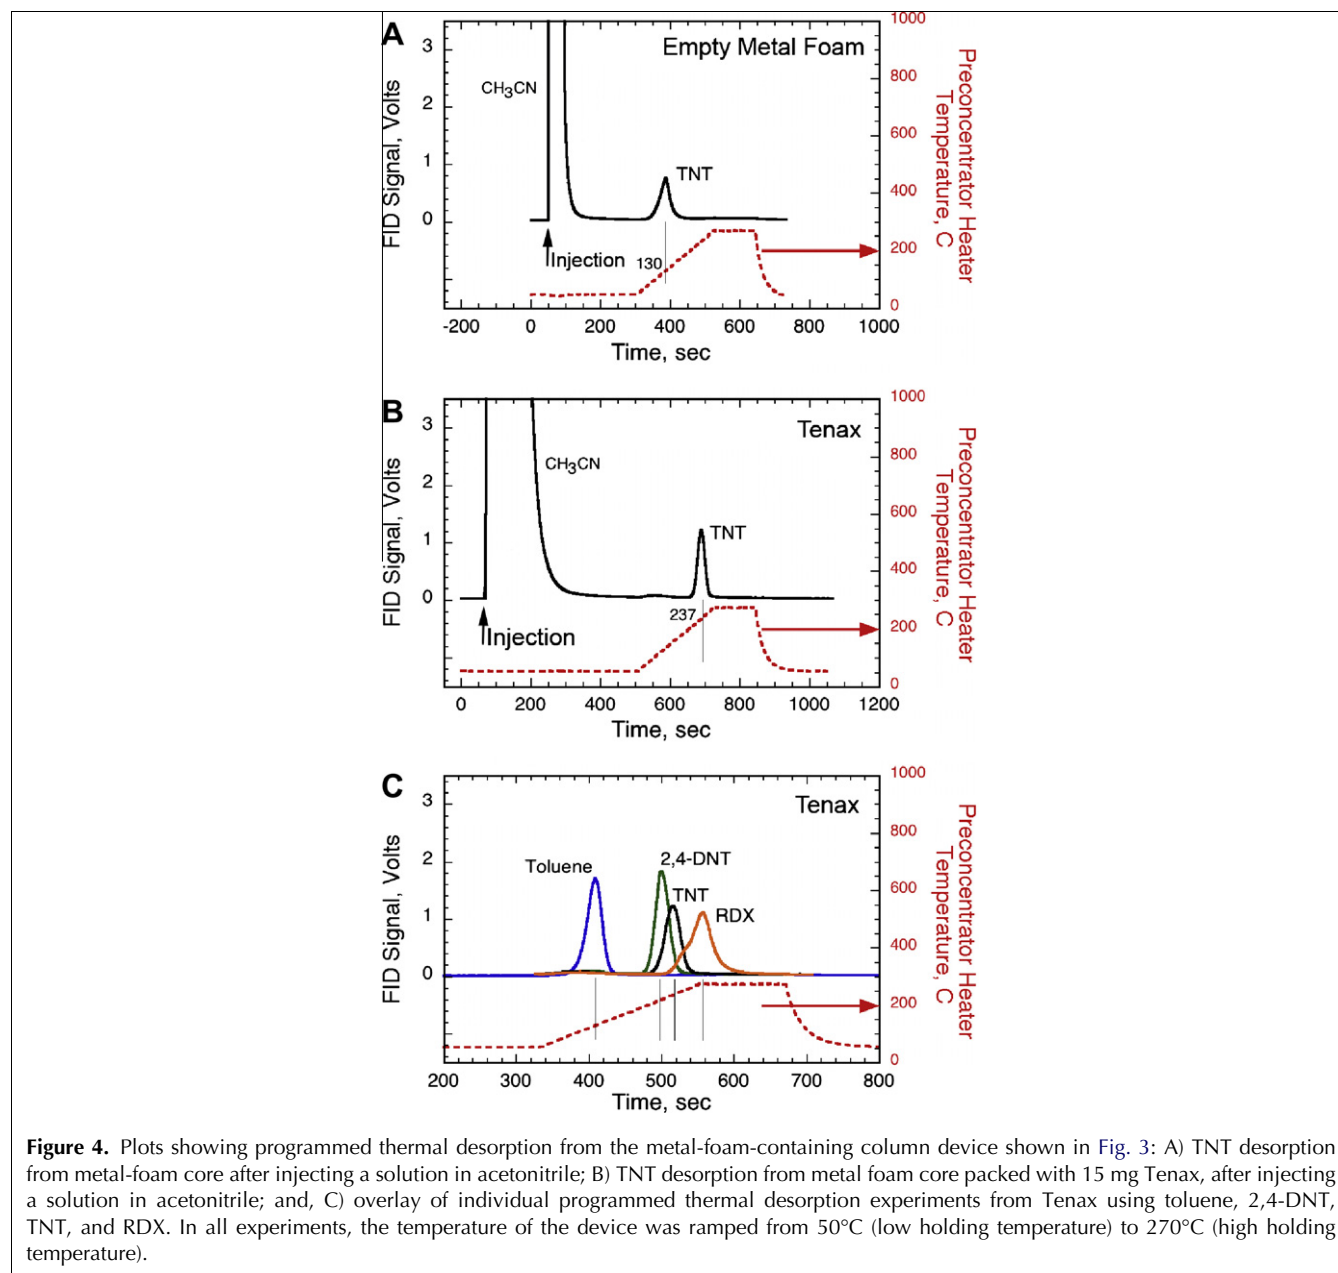 A
Empty Metal Foam
CH3CN
TNT
Injection
130
FID Signal, Volts
3
2
1
0
1000
800
600
400
200
0
Preconcentrator Heater
Temperature, C
-200 0 200 400 600 800 1000
Time, sec
B
Tenax
CH3CN
TNT
Injection
237
FID Signal, Volts
3
2
1
0
1000
800
600
400
200
0
Preconcentrator Heater
Temperature, C
0 200 400 600 800 1000 1200
Time, sec
C
Tenax
Toluene
2,4-DNT
TNT
RDX
FID Signal, Volts
3
2
1
0
1000
800
600
400
200
0
Preconcentrator Heater
Temperature, C
200 300 400 500 600 700 800
Time, sec
Figure 4. Plots showing programmed thermal desorption from the metal-foam-containing column device shown in Fig. 3: A) TNT desorption
from metal-foam core after injecting a solution in acetonitrile; B) TNT desorption from metal foam core packed with 15 mg Tenax, after injecting
a solution in acetonitrile; and, C) overlay of individual programmed thermal desorption experiments from Tenax using toluene, 2,4-DNT,
TNT, and RDX. In all experiments, the temperature of the device was ramped from 50°C (low holding temperature) to 270°C (high holding
temperature).